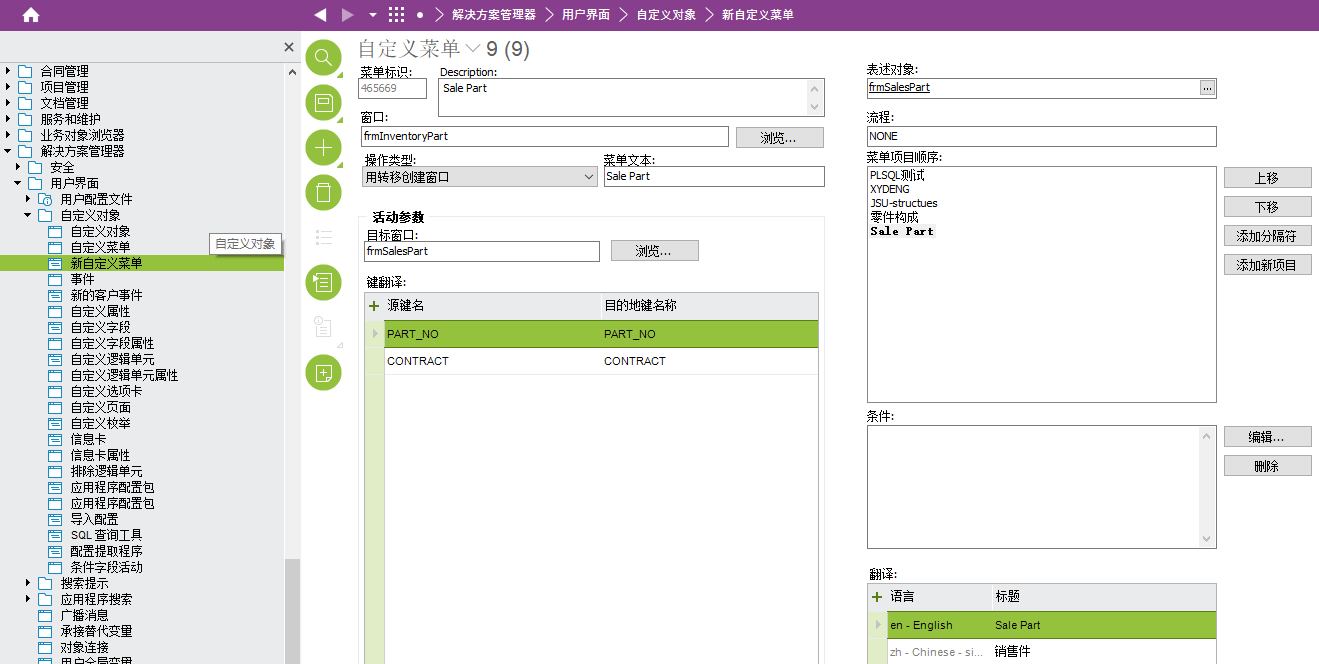 解决方案管理器 用户界面 自定义对象 新自定义菜单
合同管理
项目管理
文档管理
服务和维护
业务对象浏览器
解决方案管理器
安全
用户界面
用户配置文件
自定义对象
自定义对象
自定义菜单
自定义对象
新自定义菜单
事件
新的客户事件
自定义属性
自定义字段
自定义字段属性
自定义逻辑单元
自定义逻辑单元属性
自定义选项卡
自定义页面
自定义枚举
信息卡
信息卡属性
排除逻辑单元
应用程序配置包
应用程序配置包
导入配置
SQL 查询工具
配置提取程序
条件字段活动
搜索提示
应用程序搜索
广播消息
承接替代变量
对象连接
用户全局变量
自定义菜单 9 (9)
菜单标识:
465669
Description:
Sale Part
窗口:
frmInventoryPart
浏览...
操作类型:
用转移创建窗口
菜单文本:
Sale Part
活动参数
目标窗口:
frmSalesPart
浏览...
键翻译:
源键名 目的地键名称
PART_NO PART_NO
CONTRACT CONTRACT
表述对象:
frmSalesPart
...
流程:
NONE
菜单项目顺序:
PLSQL测试
XYDENG
JSU-structues
零件构成
Sale Part
上移
下移
添加分隔符
添加新项目
条件:
编辑...
删除
翻译:
语言 标题
en - English Sale Part
zh - Chinese - si... 销售件